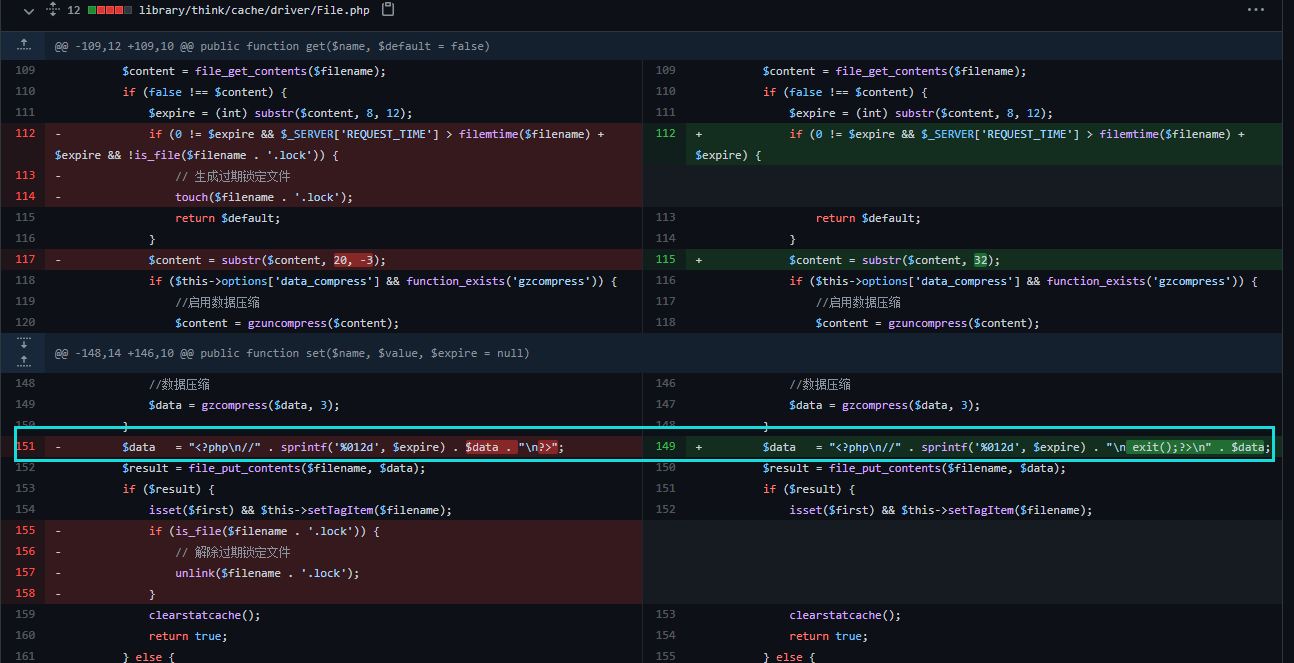 12 library/think/cache/driver/File.php
@@ -109,12 +109,10 @@ public function get($name, $default = false)
109 $content = file_get_contents($filename); 109 $content = file_get_contents($filename);
110 if (false !== $content) { 110 if (false !== $content) {
111 $expire = (int) substr($content, 8, 12); 111 $expire = (int) substr($content, 8, 12);
112 - if (0 != $expire && $_SERVER['REQUEST_TIME'] > filemtime($filename) + 112 + if (0 != $expire && $_SERVER['REQUEST_TIME'] > filemtime($filename) +
$expire && !is_file($filename . '.lock')) { $expire) {
113 - // 生成过期锁定文件
114 - touch($filename . '.lock');
115 return $default; 113 return $default;
116 } 114 }
117 - $content = substr($content, 20, -3); 115 + $content = substr($content, 32);
118 if ($this->options['data_compress'] && function_exists('gzcompress')) { 116 if ($this->options['data_compress'] && function_exists('gzcompress')) {
119 //启用数据压缩 117 //启用数据压缩
120 $content = gzuncompress($content); 118 $content = gzuncompress($content);
@@ -148,14 +146,10 @@ public function set($name, $value, $expire = null)
148 //数据压缩 146 //数据压缩
149 $data = gzcompress($data, 3); 147 $data = gzcompress($data, 3);
150 } 148 }
151 - $data = "<?php\n//" . sprintf('%012d', $expire) . $data . "\n?>"; 149 + $data = "<?php\n//" . sprintf('%012d', $expire) . "\n exit();?>\n" . $data;
152 $result = file_put_contents($filename, $data); 150 $result = file_put_contents($filename, $data);
153 if ($result) { 151 if ($result) {
154 isset($first) && $this->setTagItem($filename); 152 isset($first) && $this->setTagItem($filename);
155 - if (is_file($filename . '.lock')) {
156 - // 解除过期锁定文件
157 - unlink($filename . '.lock');
158 - }
159 clearstatcache(); 153 clearstatcache();
160 return true; 154 return true;
161 } else { 155 } else {